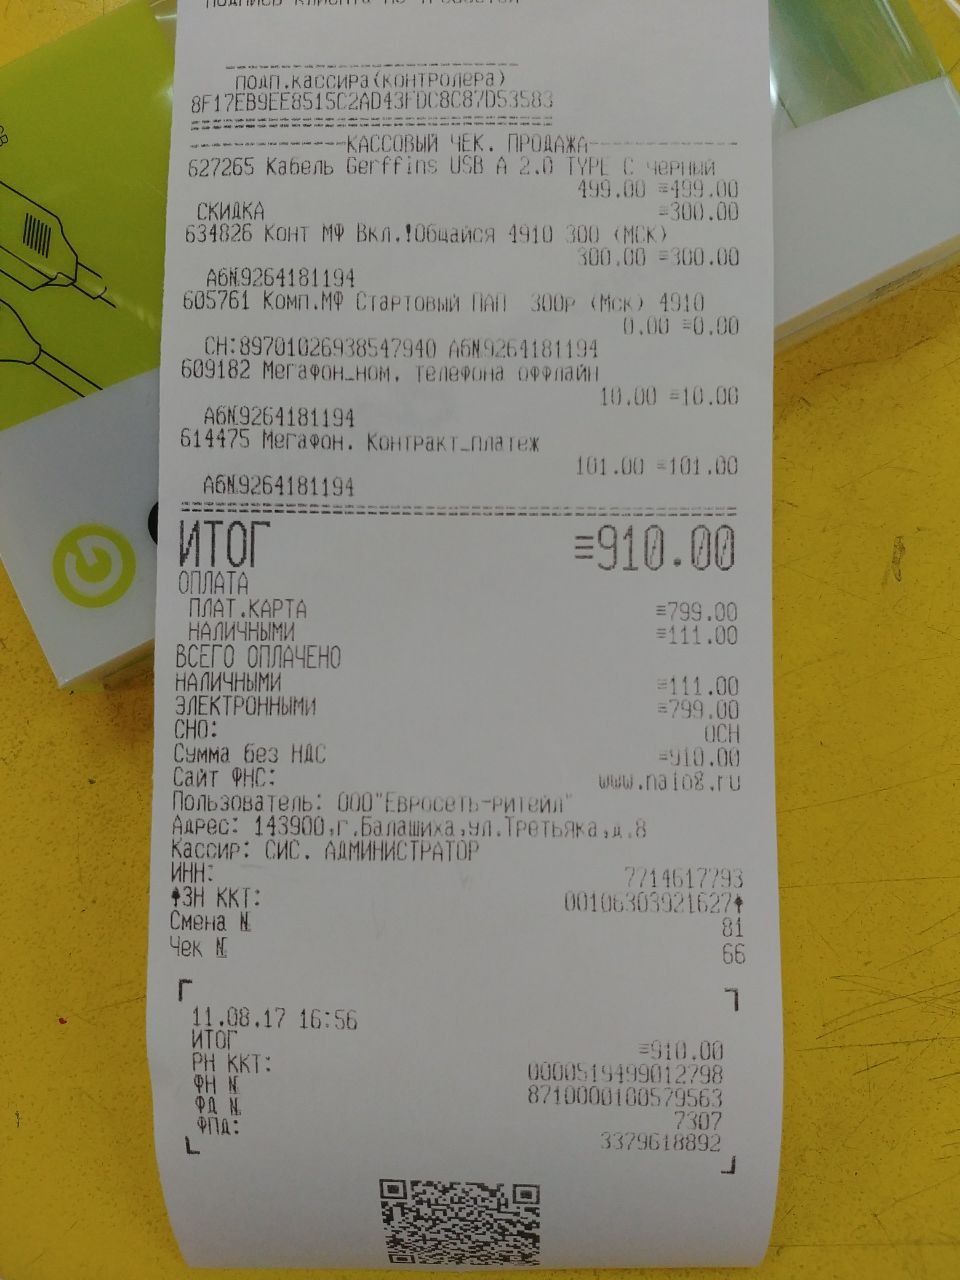 ПОДП.КАССИРА(КОНТРОЛЕРА)
8F17EB9EE8515C2AD43FDC8C87D53583
КАССОВЫЙ ЧЕК. ПРОДАЖА
627265 Кабель Gerffins USB A 2.0 TYPE C черный
499.00 ≡499.00
СКИДКА ≡300.00
634826 Конт МФ Вкл.!Общайся 4910 300 (МСК)
300.00 ≡300.00
АбN9264181194
605761 Комп.МФ Стартовый ПАП 300р (Мск) 4910
0.00 ≡0.00
СН:89701026938547940 АбN9264181194
609182 Мегафон_ном. телефона оффлайн
10.00 ≡10.00
АбN9264181194
614475 Мегафон. Контракт_платеж
101.00 ≡101.00
АбN9264181194
ИТОГ ≡910.00
ОПЛАТА
ПЛАТ.КАРТА ≡799.00
НАЛИЧНЫМИ ≡111.00
ВСЕГО ОПЛАЧЕНО
НАЛИЧНЫМИ ≡111.00
ЭЛЕКТРОННЫМИ ≡799.00
СНО: ОСН
Сумма без НДС ≡910.00
Сайт ФНС: www.nalog.ru
Пользователь: ООО"Евросеть-ритейл"
Адрес: 143900,г.Балашиха,ул.Третьяка,д.8
Кассир: СИС. АДМИНИСТРАТОР
ИНН: 7714617793
ЗН ККТ: 00106303921627
Смена № 81
Чек № 66
11.08.17 16:56
ИТОГ ≡910.00
РН ККТ: 0000519499012798
ФН № 8710000100579563
ФД № 7307
ФПД: 3379618892